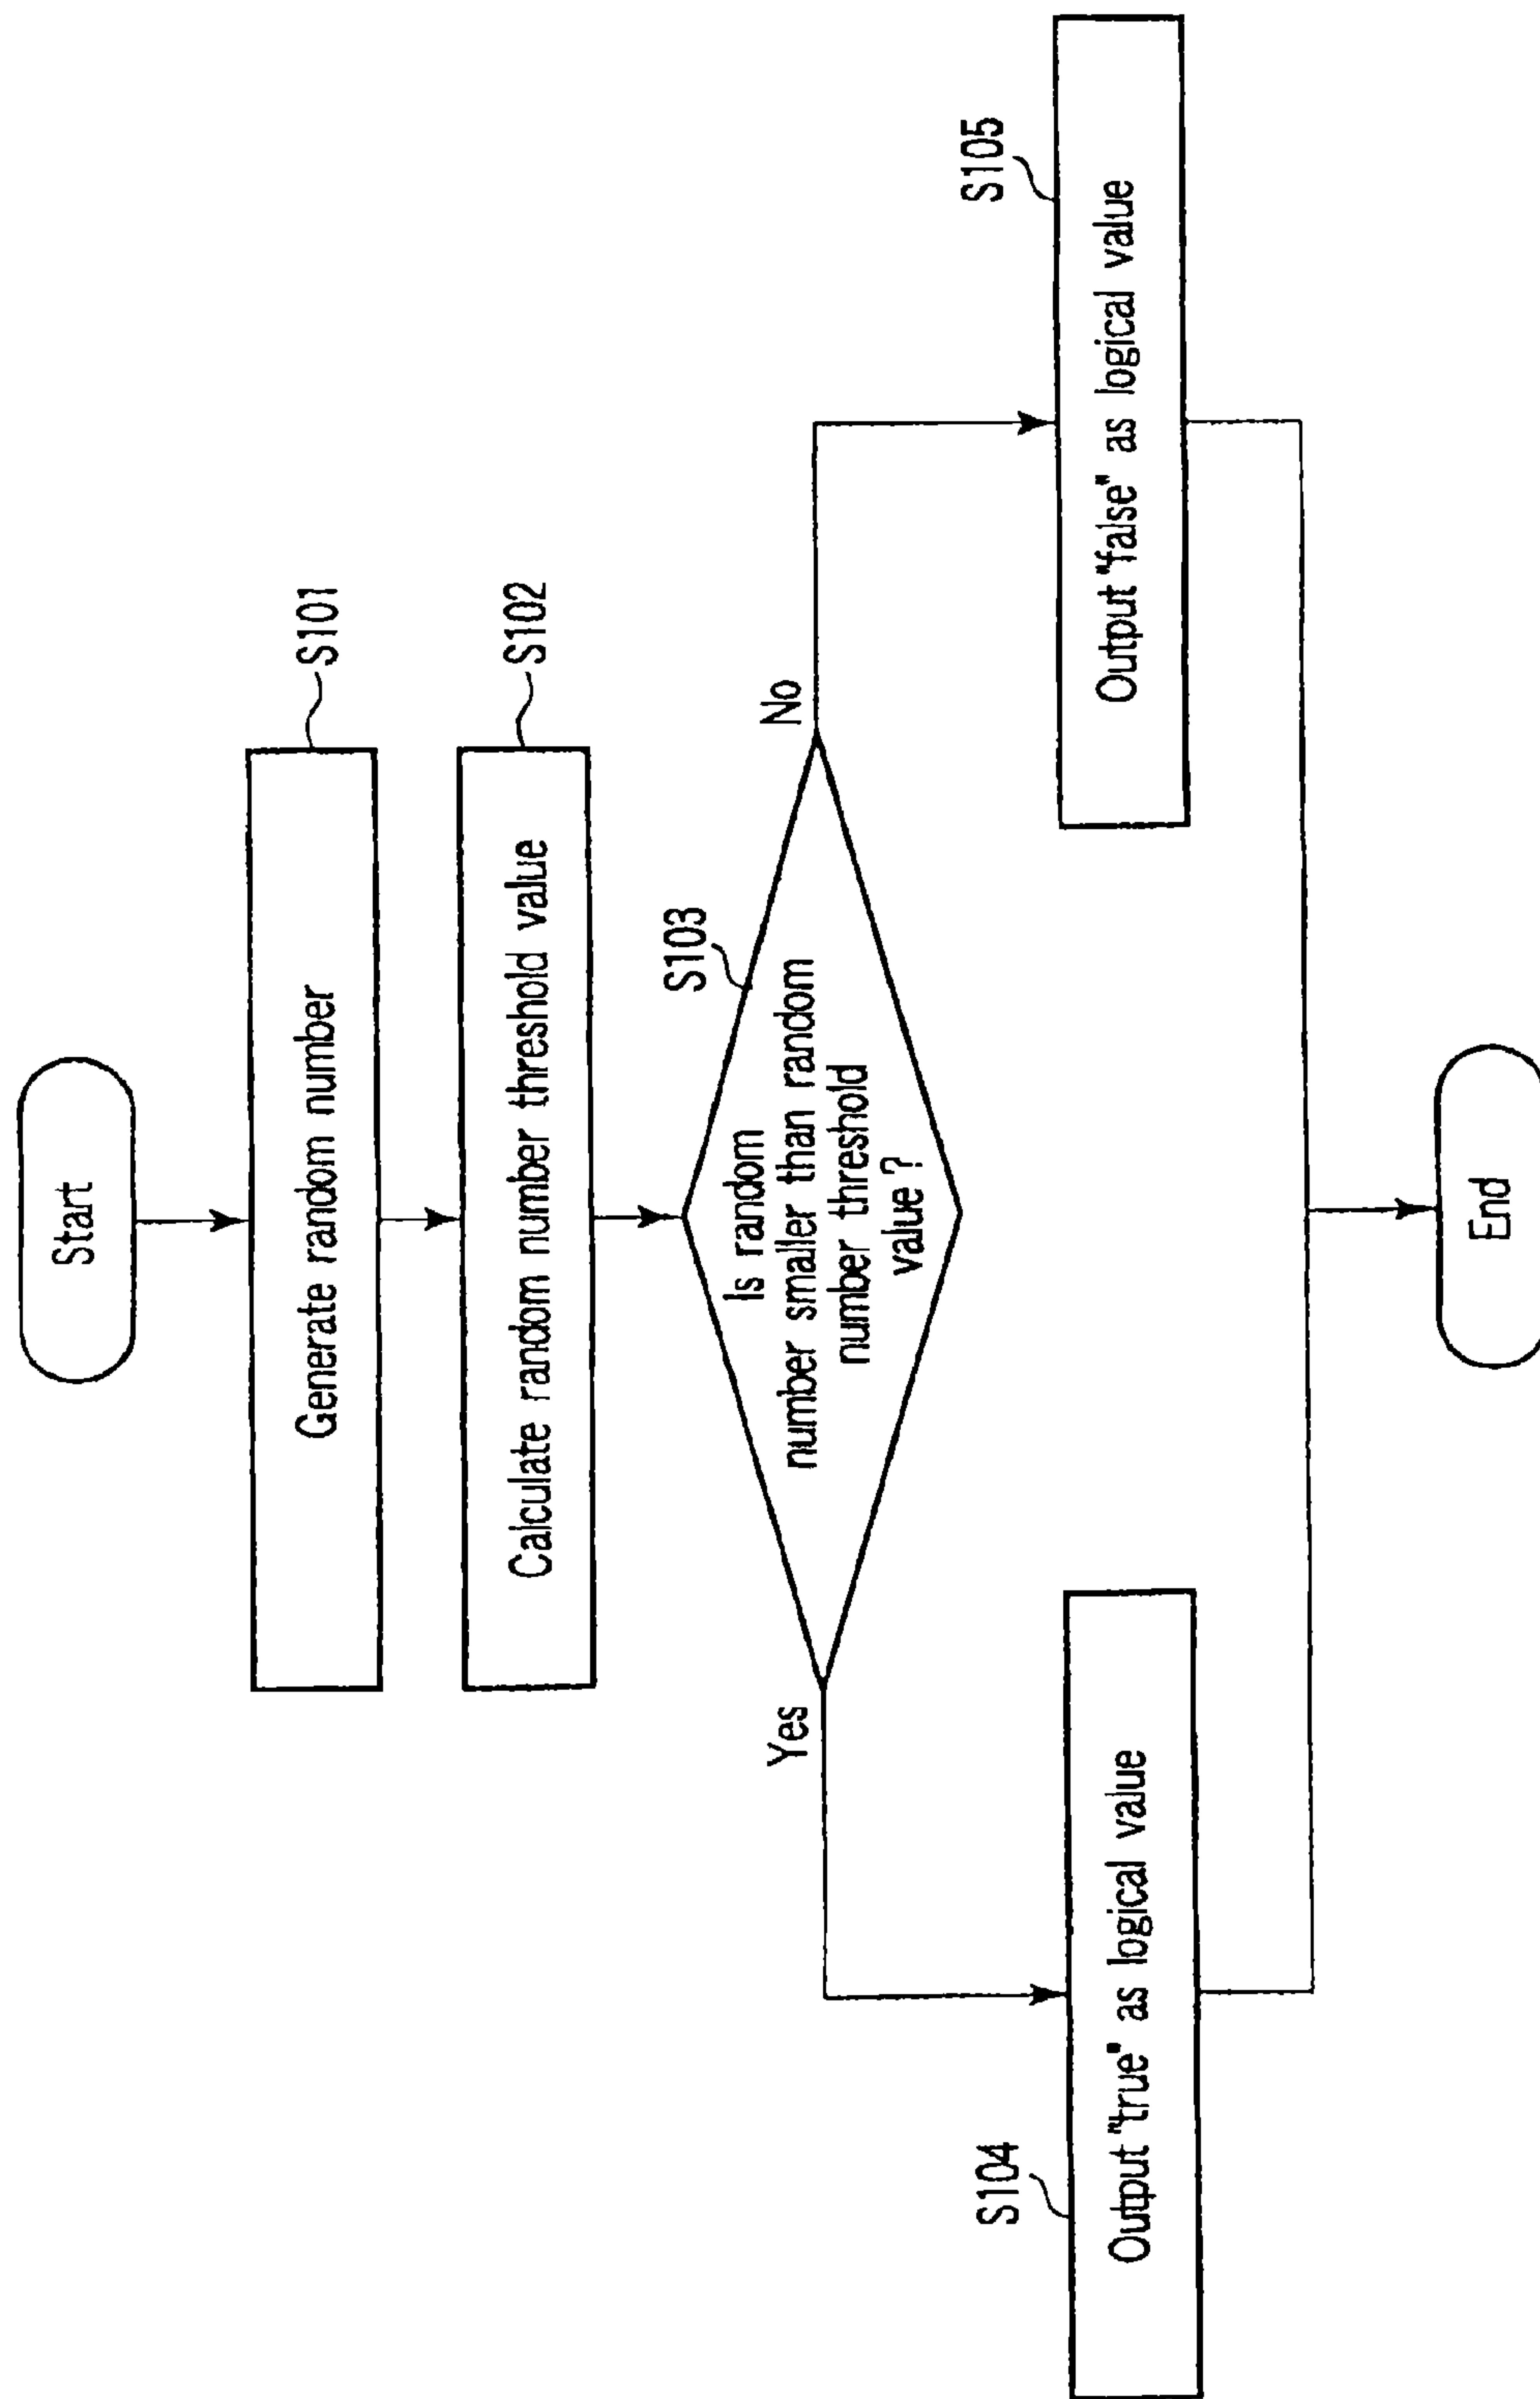 Start
Generate random number
S101
Calculate random number threshold value
S102
S103
Is random
number smaller than random
number threshold
value ?
Yes
No
S104
Output "true" as logical value
S105
Output "false" as logical value
End